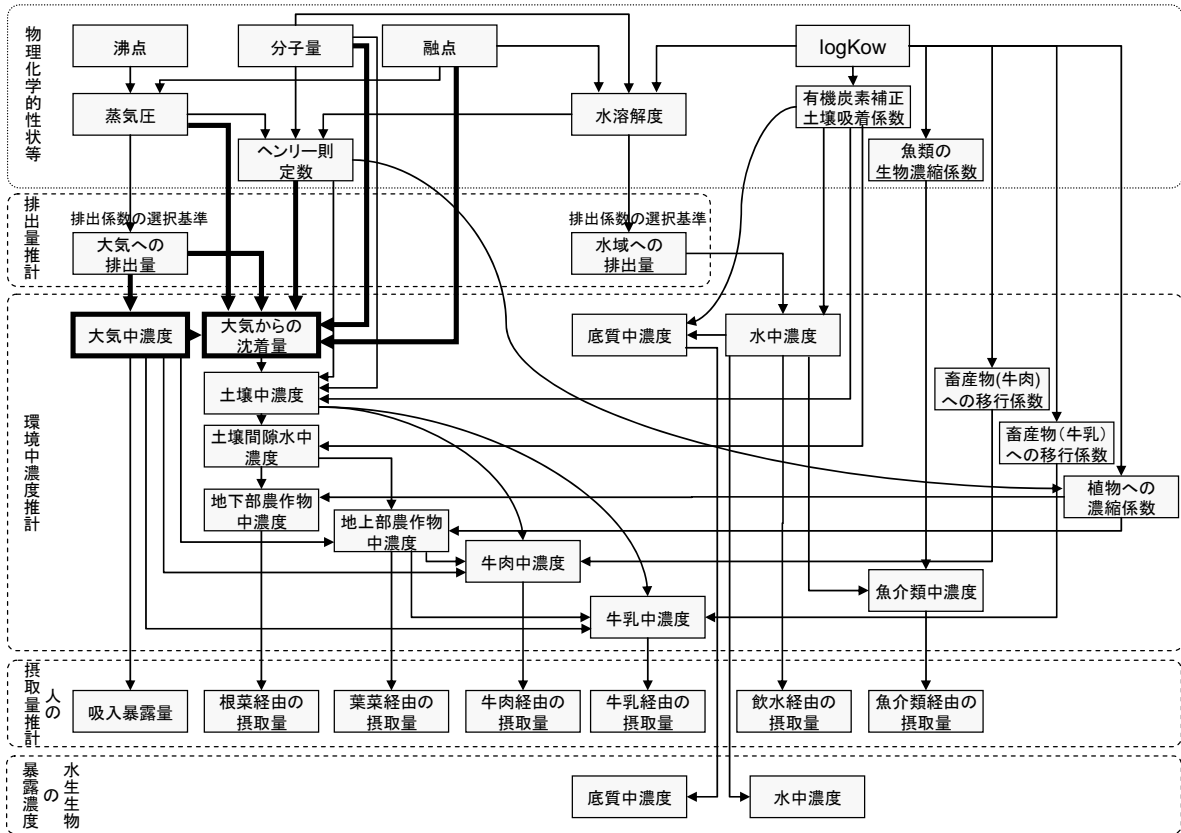 物理化学的性状等
沸点
分子量
融点
logKow
蒸気圧
水溶解度
有機炭素補正
土壌吸着係数
ヘンリー則
定数
魚類の
生物濃縮係数
排出量推計
排出係数の選択基準
大気への
排出量
排出係数の選択基準
水域への
排出量
環境中濃度推計
大気中濃度
大気からの
沈着量
底質中濃度
水中濃度
土壌中濃度
畜産物(牛肉)
への移行係数
土壌間隙水中
濃度
畜産物(牛乳)
への移行係数
地下部農作物
中濃度
植物への
濃縮係数
地上部農作物
中濃度
牛肉中濃度
魚介類中濃度
牛乳中濃度
人の
摂取量推計
吸入暴露量
根菜経由の
摂取量
葉菜経由の
摂取量
牛肉経由の
摂取量
牛乳経由の
摂取量
飲水経由の
摂取量
魚介類経由の
摂取量
水生生物
の
暴露濃度
底質中濃度
水中濃度